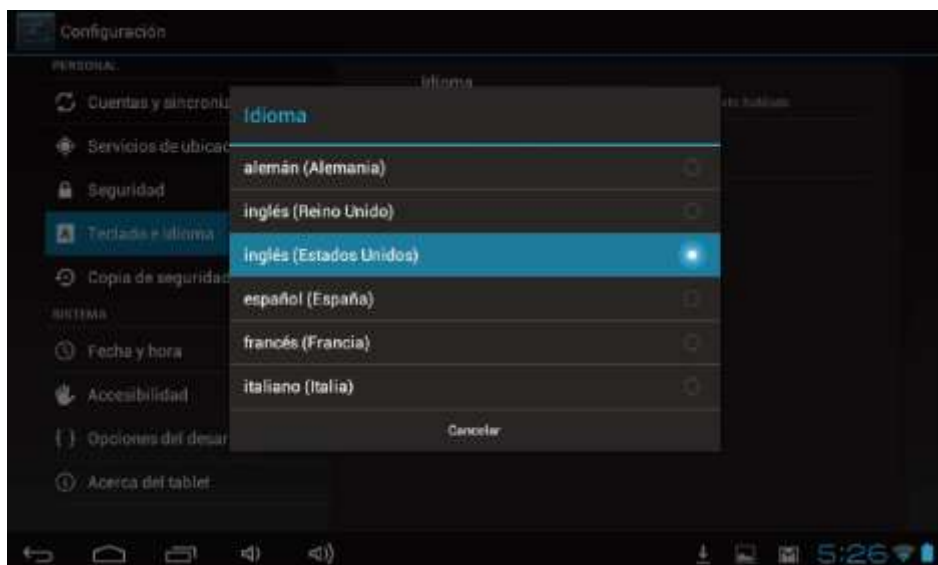 Configuración
PERSONAL
Cuentas y sincroniz
Servicios de ubicac
Seguridad
Teclado e idioma
Copia de seguridad
SISTEMA
Fecha y hora
Accesibilidad
{ } Opciones del desar
Acerca del tablet
Idioma
Idioma
alemán (Alemania)
inglés (Reino Unido)
inglés (Estados Unidos)
español (España)
francés (Francia)
italiano (Italia)
Cancelar
5:26